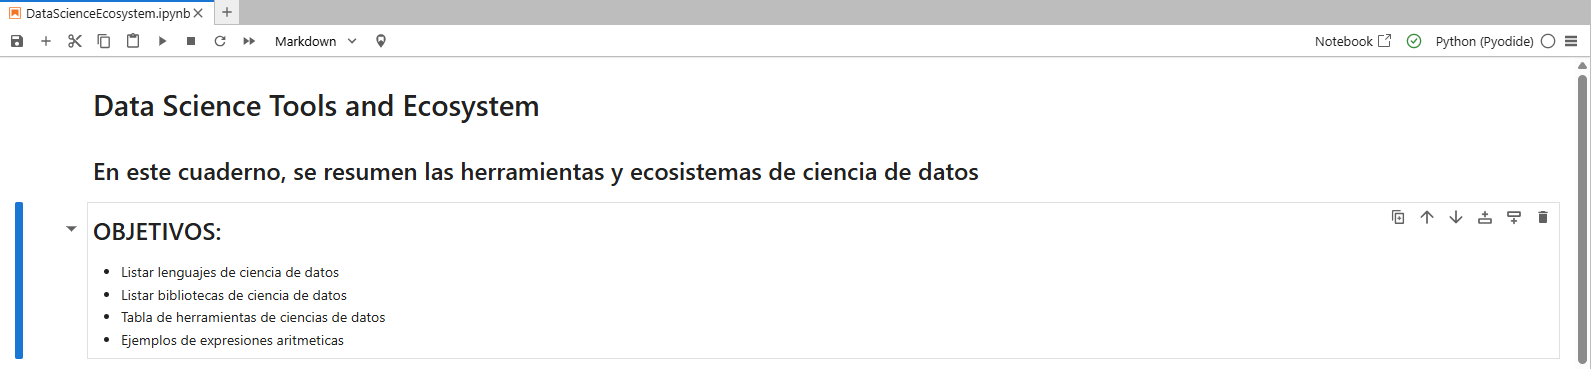 DataScienceEcosystem.ipynb
Markdown
Notebook
Python (Pyodide)
Data Science Tools and Ecosystem
En este cuaderno, se resumen las herramientas y ecosistemas de ciencia de datos
OBJETIVOS:
• Listar lenguajes de ciencia de datos
• Listar bibliotecas de ciencia de datos
• Tabla de herramientas de ciencias de datos
• Ejemplos de expresiones aritmeticas